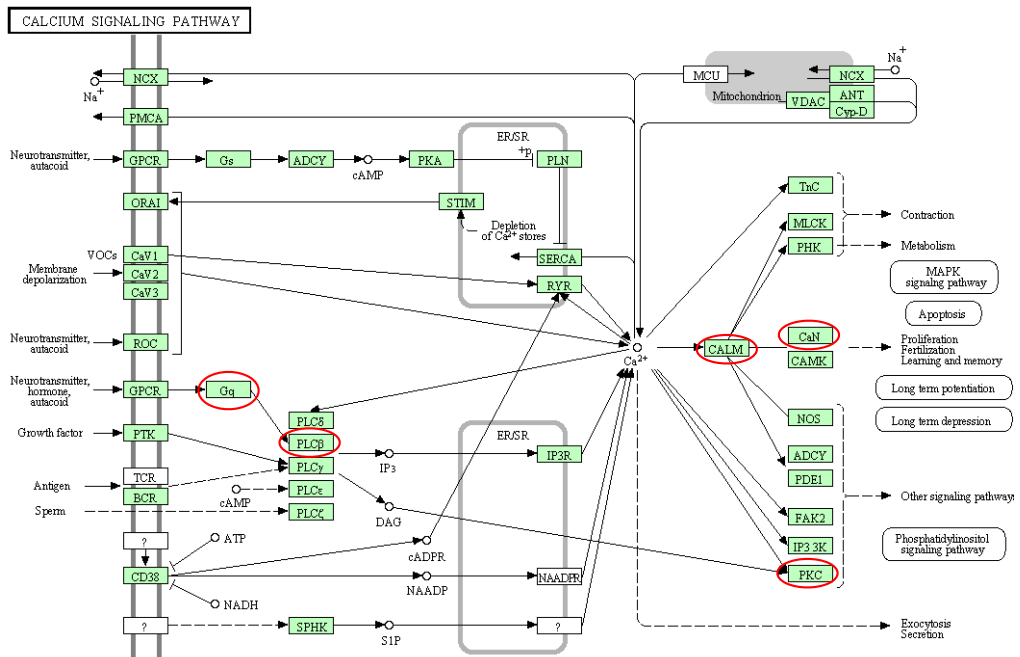 CALCIUM SIGNALING PATHWAY
NCX
Na+
PMCA
MCU
Mitochondrion
NCX
Na+
VDAC
ANT
Cyp-D
Neurotransmitter,
autacoid
GPCR
Gs
ADCY
cAMP
PKA
ER/SR
+p
PLN
ORAI
STIM
Depletion
of Ca2+ stores
VOCs
CaV1
CaV2
CaV3
Membrane
depolarization
SERCA
RYR
Neurotransmitter,
autacoid
ROC
Ca2+
TnC
MLCK
PHK
Contraction
Metabolism
MAPK
signaling pathway
Apoptosis
CALM
CaN
CAMK
Proliferation
Fertilization
Learning and memory
Long term potentiation
Long term depression
Neurotransmitter,
hormone,
autacoid
GPCR
Gq
PLCδ
PLCβ
PLCγ
PLCε
PLCζ
Growth factor
PTK
Antigen
TCR
BCR
Sperm
cAMP
IP3
DAG
ER/SR
IP3R
NOS
ADCY
PDE1
FAK2
IP3 3K
PKC
Other signaling pathways
Phosphatidylinositol
signaling pathway
?
ATP
CD38
NADH
cADPR
NAADP
NAADPR
?
SPHK
S1P
?
Exocytosis
Secretion